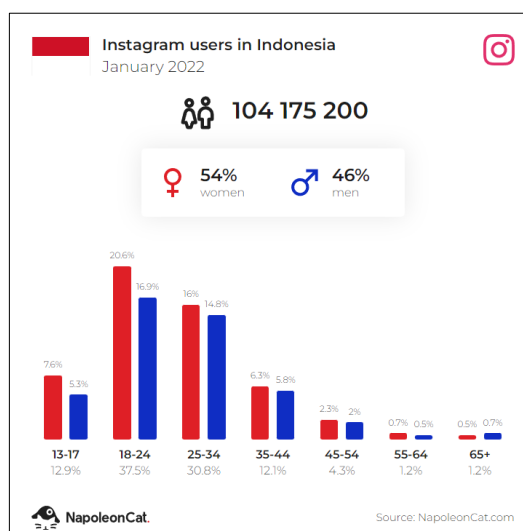 Instagram users in Indonesia
January 2022
104 175 200
54%
women
46%
men
20.6%
16.9%
16%
14.8%
7.6%
5.3%
6.3%
5.8%
2.3%
2%
0.7%
0.5%
0.5%
0.7%
13-17 18-24 25-34 35-44 45-54 55-64 65+
12.9% 37.5% 30.8% 12.1% 4.3% 1.2% 1.2%
NapoleonCat.
Source: NapoleonCat.com